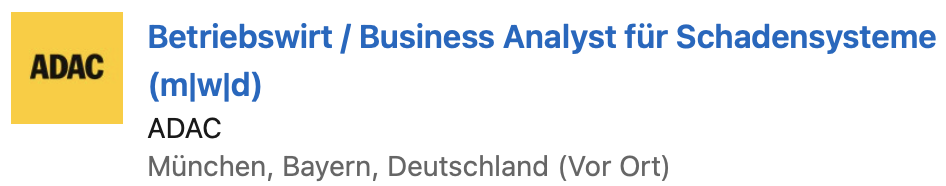 ADAC
Betriebswirt / Business Analyst für Schadensysteme
(m|w|d)
ADAC
München, Bayern, Deutschland (Vor Ort)